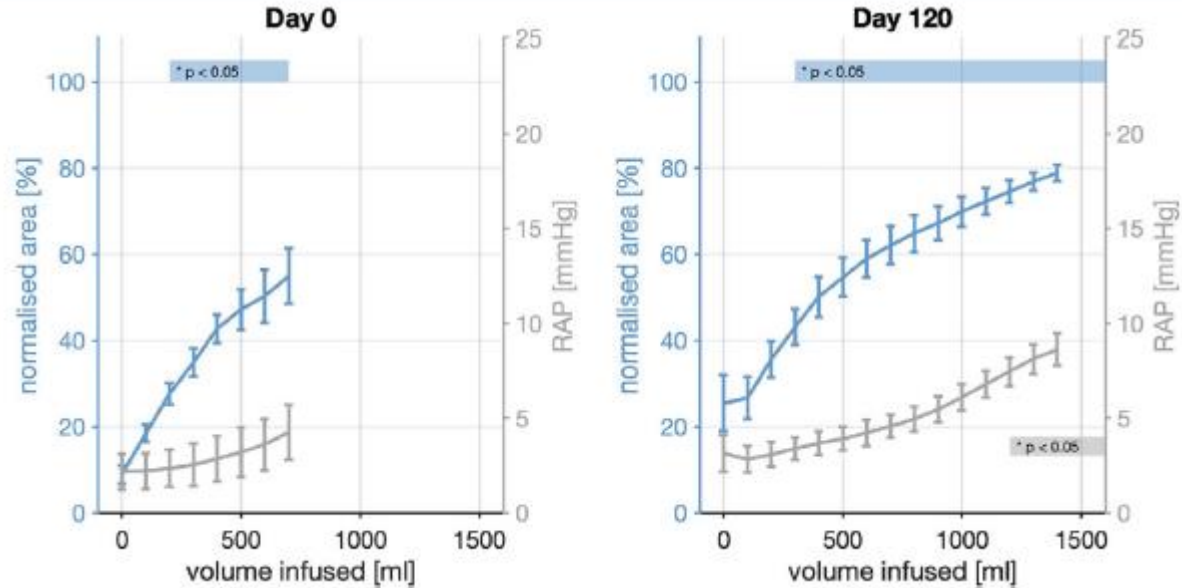 Day 0
* p < 0.05
100
80
60
40
20
0
normalised area [%]
25
20
15
10
5
0
RAP [mmHg]
0 500 1000 1500
volume infused [ml]
Day 120
* p < 0.05
100
80
60
40
20
0
normalised area [%]
25
20
15
10
5
0
RAP [mmHg]
* p < 0.05
0 500 1000 1500
volume infused [ml]